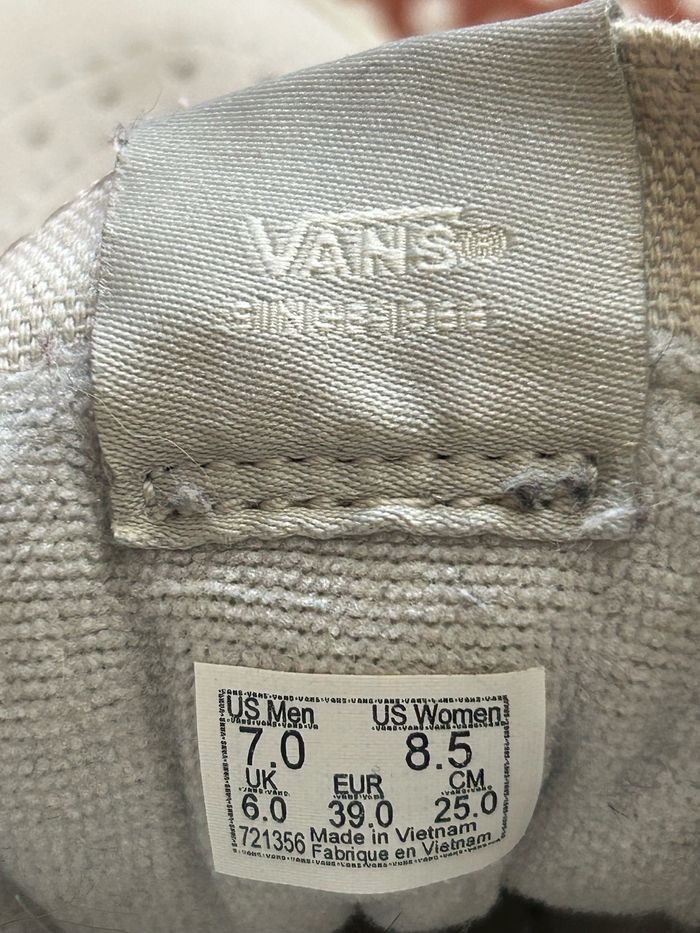 VANS
SINCE 1966
US Men US Women
7.0 8.5
UK EUR CM
6.0 39.0 25.0
721356 Made in Vietnam
Fabrique en Vietnam